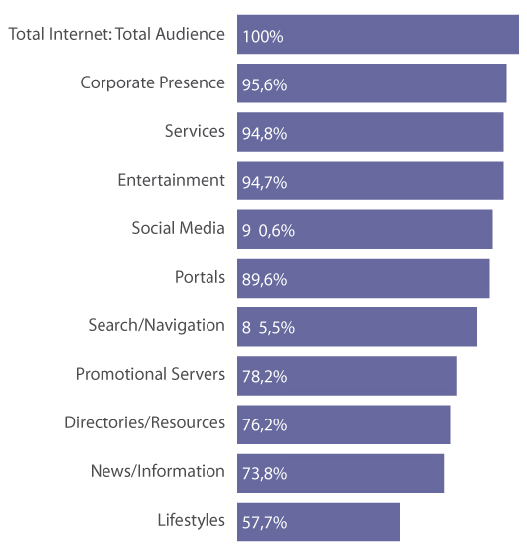 Total Internet: Total Audience 100%
Corporate Presence 95,6%
Services 94,8%
Entertainment 94,7%
Social Media 9 0,6%
Portals 89,6%
Search/Navigation 8 5,5%
Promotional Servers 78,2%
Directories/Resources 76,2%
News/Information 73,8%
Lifestyles 57,7%